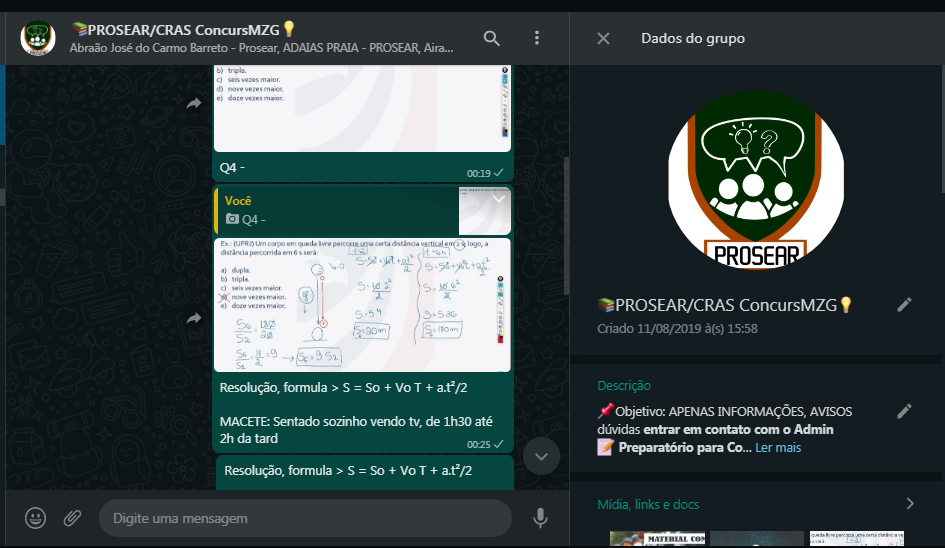 📚PROSEAR/CRAS ConcursMZG💡
Abraão José do Carmo Barreto - Prosear, ADAIAS PRAIA - PROSEAR, Aira...
b) tripla.
c) seis vezes maior.
d) nove vezes maior.
e) doze vezes maior.
Q4 -
00:19
Você
Q4 -
Ex.: (UFRJ) Um corpo em queda livre percorre uma certa distância vertical em 2 s; logo, a
distância percorrida em 6 s será:
a) dupla.
b) tripla.
c) seis vezes maior.
d) nove vezes maior.
e) doze vezes maior.
S=20m
S=180m
Resolução, formula > S = So + Vo T + a.t²/2
MACETE: Sentado sozinho vendo tv, de 1h30 até
2h da tard
00:25
Resolução, formula > S = So + Vo T + a.t²/2
Digite uma mensagem
Dados do grupo
PROSEAR
📚PROSEAR/CRAS ConcursMZG💡
Criado 11/08/2019 à(s) 15:58
Descrição
📌Objetivo: APENAS INFORMAÇÕES, AVISOS
dúvidas entrar em contato com o Admin
📝 Preparatório para Co... Ler mais
Mídia, links e docs
MATERIAL COM